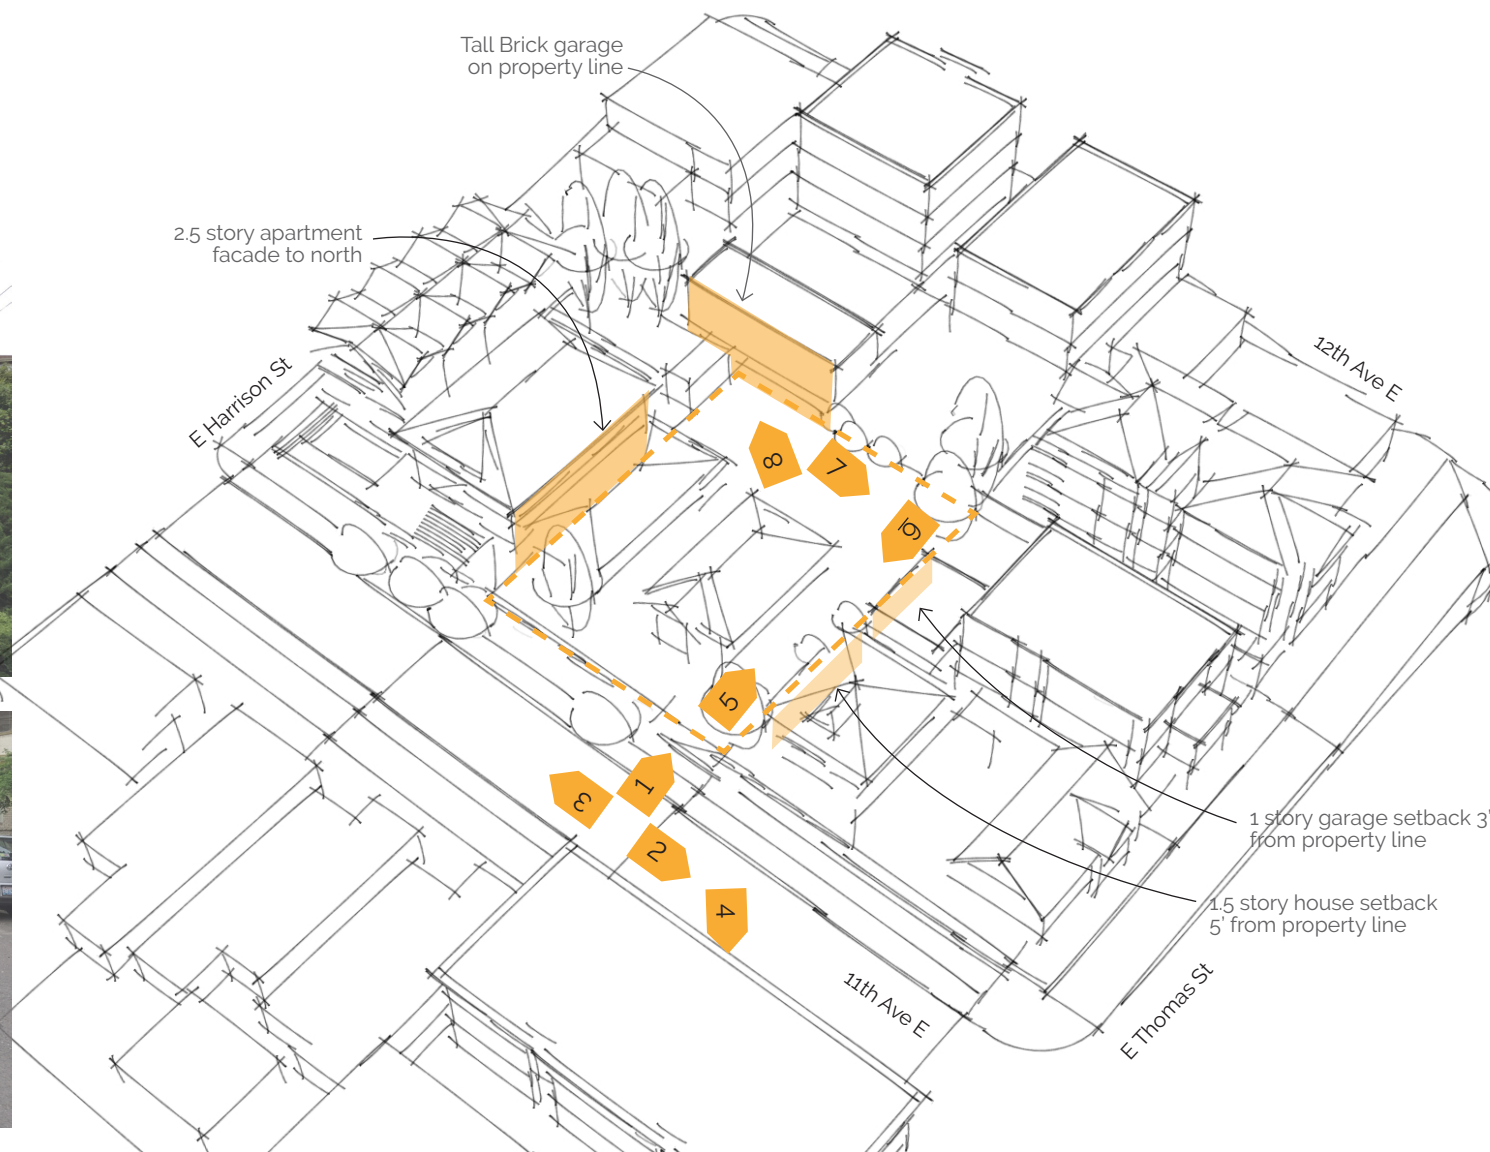 Tall Brick garage
on property line
2.5 story apartment
facade to north
E Harrison St
12th Ave E
8
7
6
5
1
3
2
4
1 story garage setback 3'
from property line
1.5 story house setback
5' from property line
11th Ave E
E Thomas St